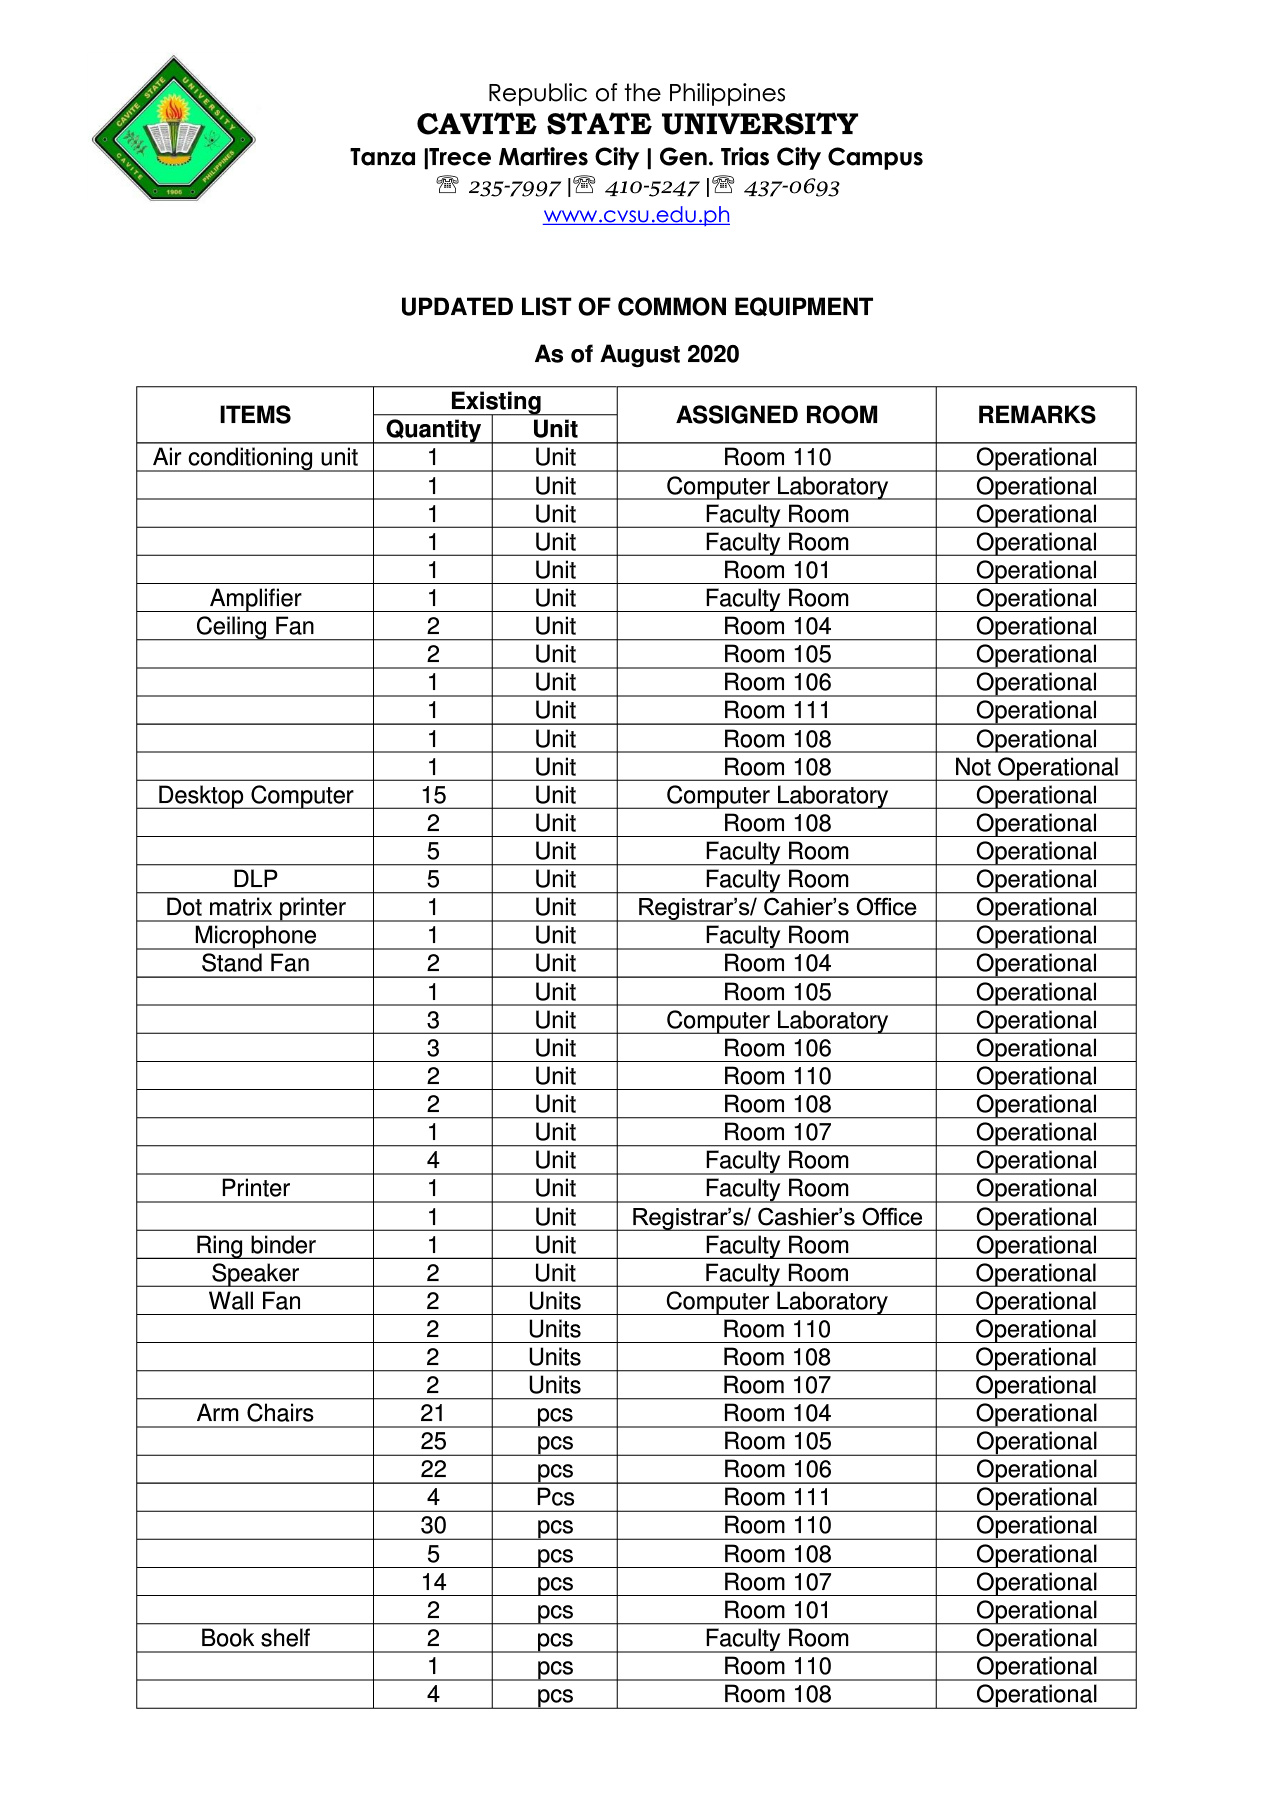 CAVITE STATE UNIVERSITY
CAVITE
PHILIPPINES
1906
Republic of the Philippines
CAVITE STATE UNIVERSITY
Tanza |Trece Martires City | Gen. Trias City Campus
☏ 235-7997 |☏ 410-5247 |☏ 437-0693
www.cvsu.edu.ph
UPDATED LIST OF COMMON EQUIPMENT
As of August 2020
ITEMS Existing ASSIGNED ROOM REMARKS
Quantity Unit
Air conditioning unit 1 Unit Room 110 Operational
1 Unit Computer Laboratory Operational
1 Unit Faculty Room Operational
1 Unit Faculty Room Operational
1 Unit Room 101 Operational
Amplifier 1 Unit Faculty Room Operational
Ceiling Fan 2 Unit Room 104 Operational
2 Unit Room 105 Operational
1 Unit Room 106 Operational
1 Unit Room 111 Operational
1 Unit Room 108 Operational
1 Unit Room 108 Not Operational
Desktop Computer 15 Unit Computer Laboratory Operational
2 Unit Room 108 Operational
5 Unit Faculty Room Operational
DLP 5 Unit Faculty Room Operational
Dot matrix printer 1 Unit Registrar’s/ Cahier’s Office Operational
Microphone 1 Unit Faculty Room Operational
Stand Fan 2 Unit Room 104 Operational
1 Unit Room 105 Operational
3 Unit Computer Laboratory Operational
3 Unit Room 106 Operational
2 Unit Room 110 Operational
2 Unit Room 108 Operational
1 Unit Room 107 Operational
4 Unit Faculty Room Operational
Printer 1 Unit Faculty Room Operational
1 Unit Registrar’s/ Cashier’s Office Operational
Ring binder 1 Unit Faculty Room Operational
Speaker 2 Unit Faculty Room Operational
Wall Fan 2 Units Computer Laboratory Operational
2 Units Room 110 Operational
2 Units Room 108 Operational
2 Units Room 107 Operational
Arm Chairs 21 pcs Room 104 Operational
25 pcs Room 105 Operational
22 pcs Room 106 Operational
4 Pcs Room 111 Operational
30 pcs Room 110 Operational
5 pcs Room 108 Operational
14 pcs Room 107 Operational
2 pcs Room 101 Operational
Book shelf 2 pcs Faculty Room Operational
1 pcs Room 110 Operational
4 pcs Room 108 Operational